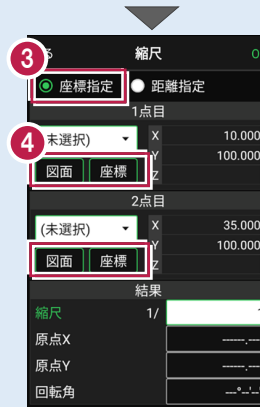 3 る 縮尺 O
座標指定 距離指定
1点目
4 未選択) X 10.000
Y 100.000
図面 座標 Z
2点目
(未選択) X 35.000
Y 100.000
図面 座標 Z
結果
縮尺 1/ 1
原点X -----.---
原点Y -----.---
回転角 ---°--'--